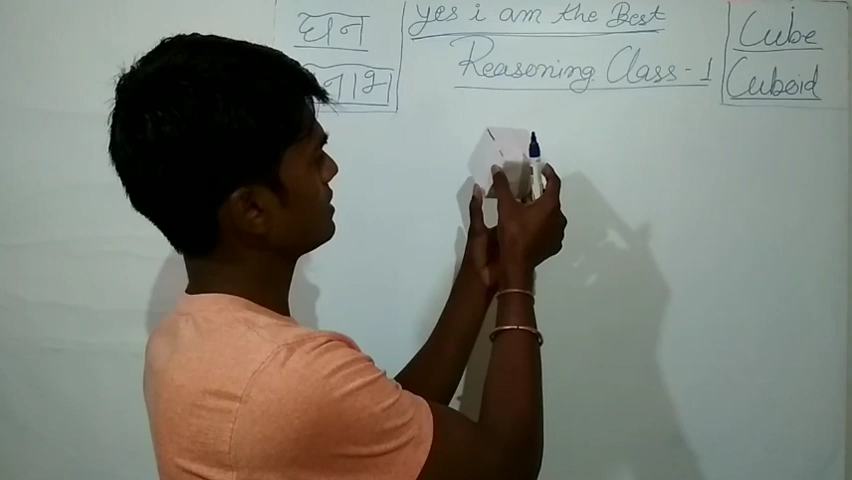 घन
yes i am the Best
Reasoning Class-1
Cube
Cuboid